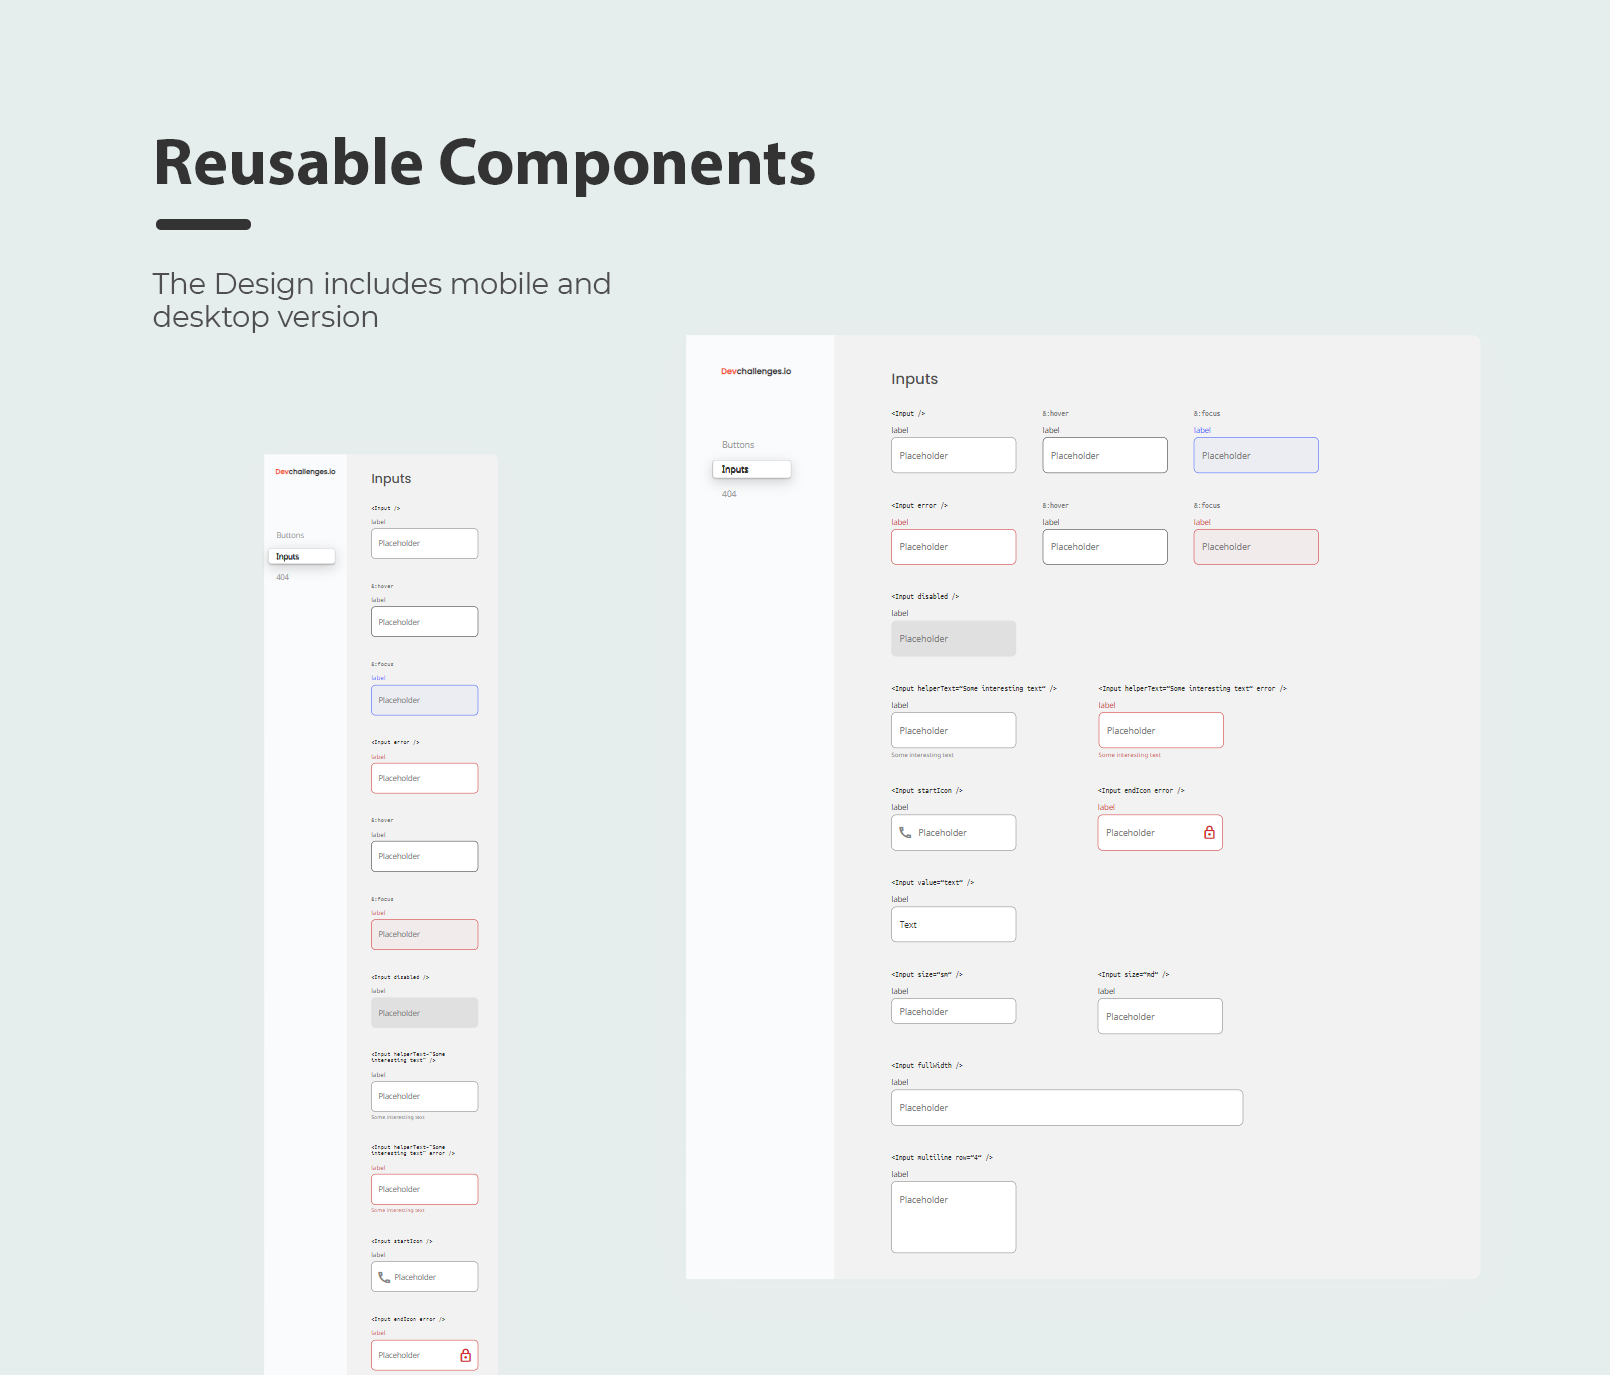 Reusable Components
The Design includes mobile and
desktop version
Devchallenges.io
Buttons
Inputs
404
Inputs
<Input />
label
Placeholder
&:hover
label
Placeholder
&:focus
label
Placeholder
<Input error />
label
Placeholder
&:hover
label
Placeholder
&:focus
label
Placeholder
<Input disabled />
label
Placeholder
<Input helperText="Some
interesting text" />
label
Placeholder
Some interesting text
<Input helperText="Some
interesting text" error />
label
Placeholder
Some interesting text
<Input startIcon />
label
Placeholder
<Input endIcon error />
label
Placeholder
Devchallenges.io
Buttons
Inputs
404
Inputs
<Input />
label
Placeholder
&:hover
label
Placeholder
&:focus
label
Placeholder
<Input error />
label
Placeholder
&:hover
label
Placeholder
&:focus
label
Placeholder
<Input disabled />
label
Placeholder
<Input helperText="Some interesting text" />
label
Placeholder
Some interesting text
<Input helperText="Some interesting text" error />
label
Placeholder
Some interesting text
<Input startIcon />
label
Placeholder
<Input endIcon error />
label
Placeholder
<Input value="text" />
label
Text
<Input size="sm" />
label
Placeholder
<Input size="md" />
label
Placeholder
<Input fullWidth />
label
Placeholder
<Input multiline row="4" />
label
Placeholder